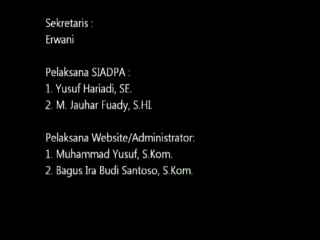 Sekretaris :
Erwani
Pelaksana SIADPA :
1. Yusuf Hariadi, SE.
2. M. Jauhar Fuady, S.HI.
Pelaksana Website/Administrator:
1. Muhammad Yusuf, S.Kom.
2. Bagus Ira Budi Santoso, S.Kom.